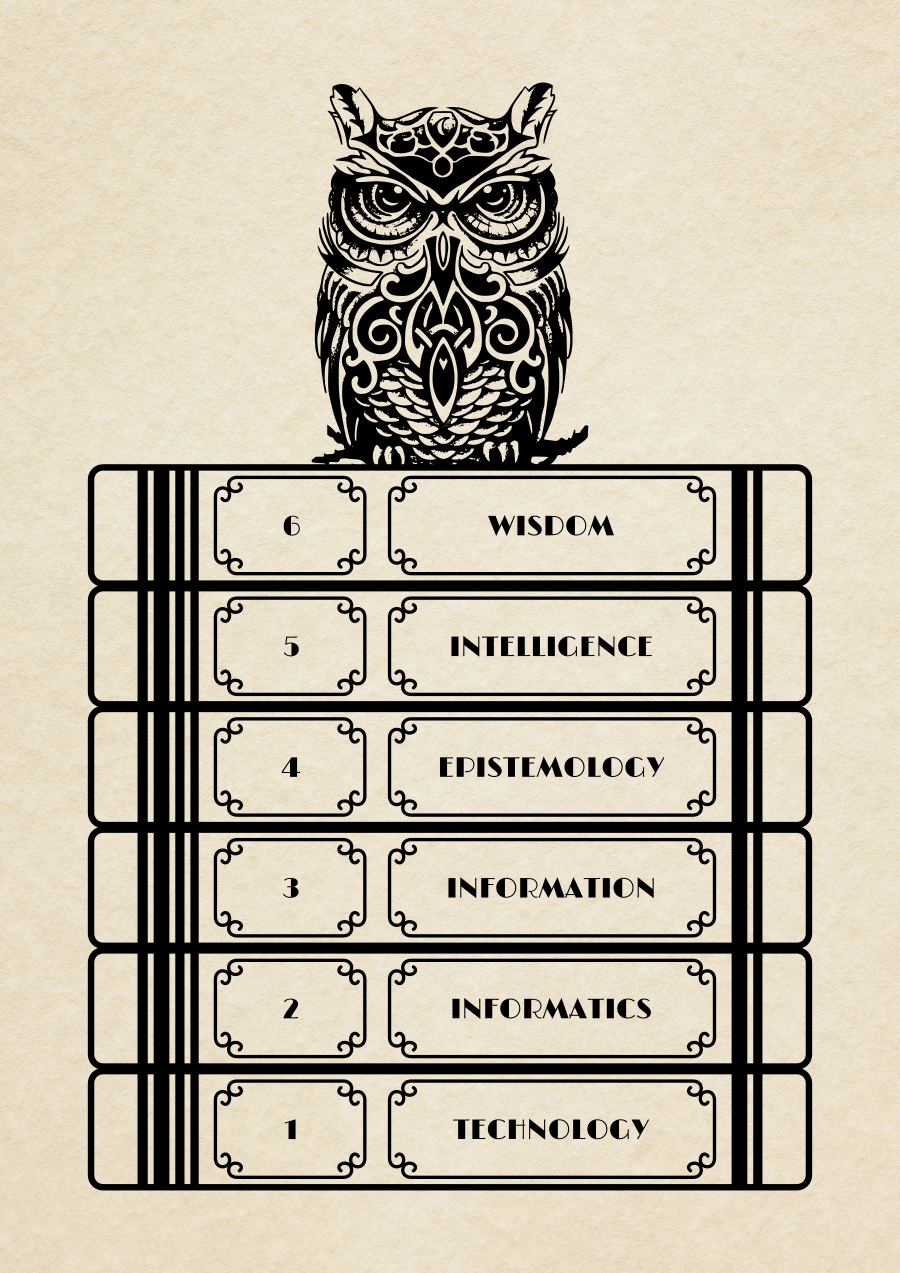 6 WISDOM
5 INTELLIGENCE
4 EPISTEMOLOGY
3 INFORMATION
2 INFORMATICS
1 TECHNOLOGY